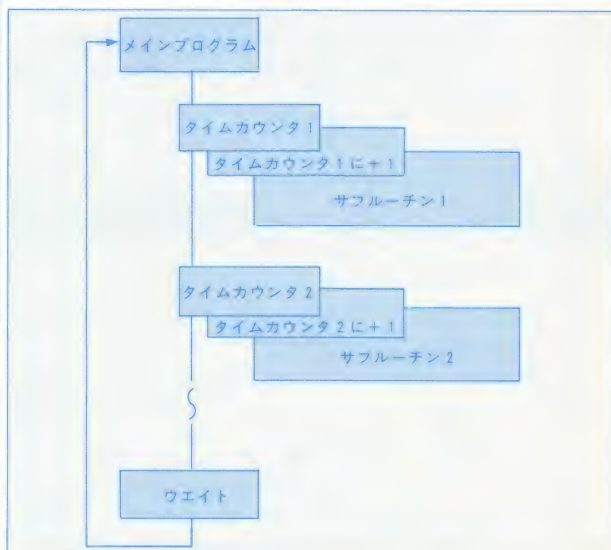 メインプログラム
タイムカウンタ1
タイムカウンタ1に+1
サブルーチン1
タイムカウンタ2
タイムカウンタ2に+1
サブルーチン2
ウエイト